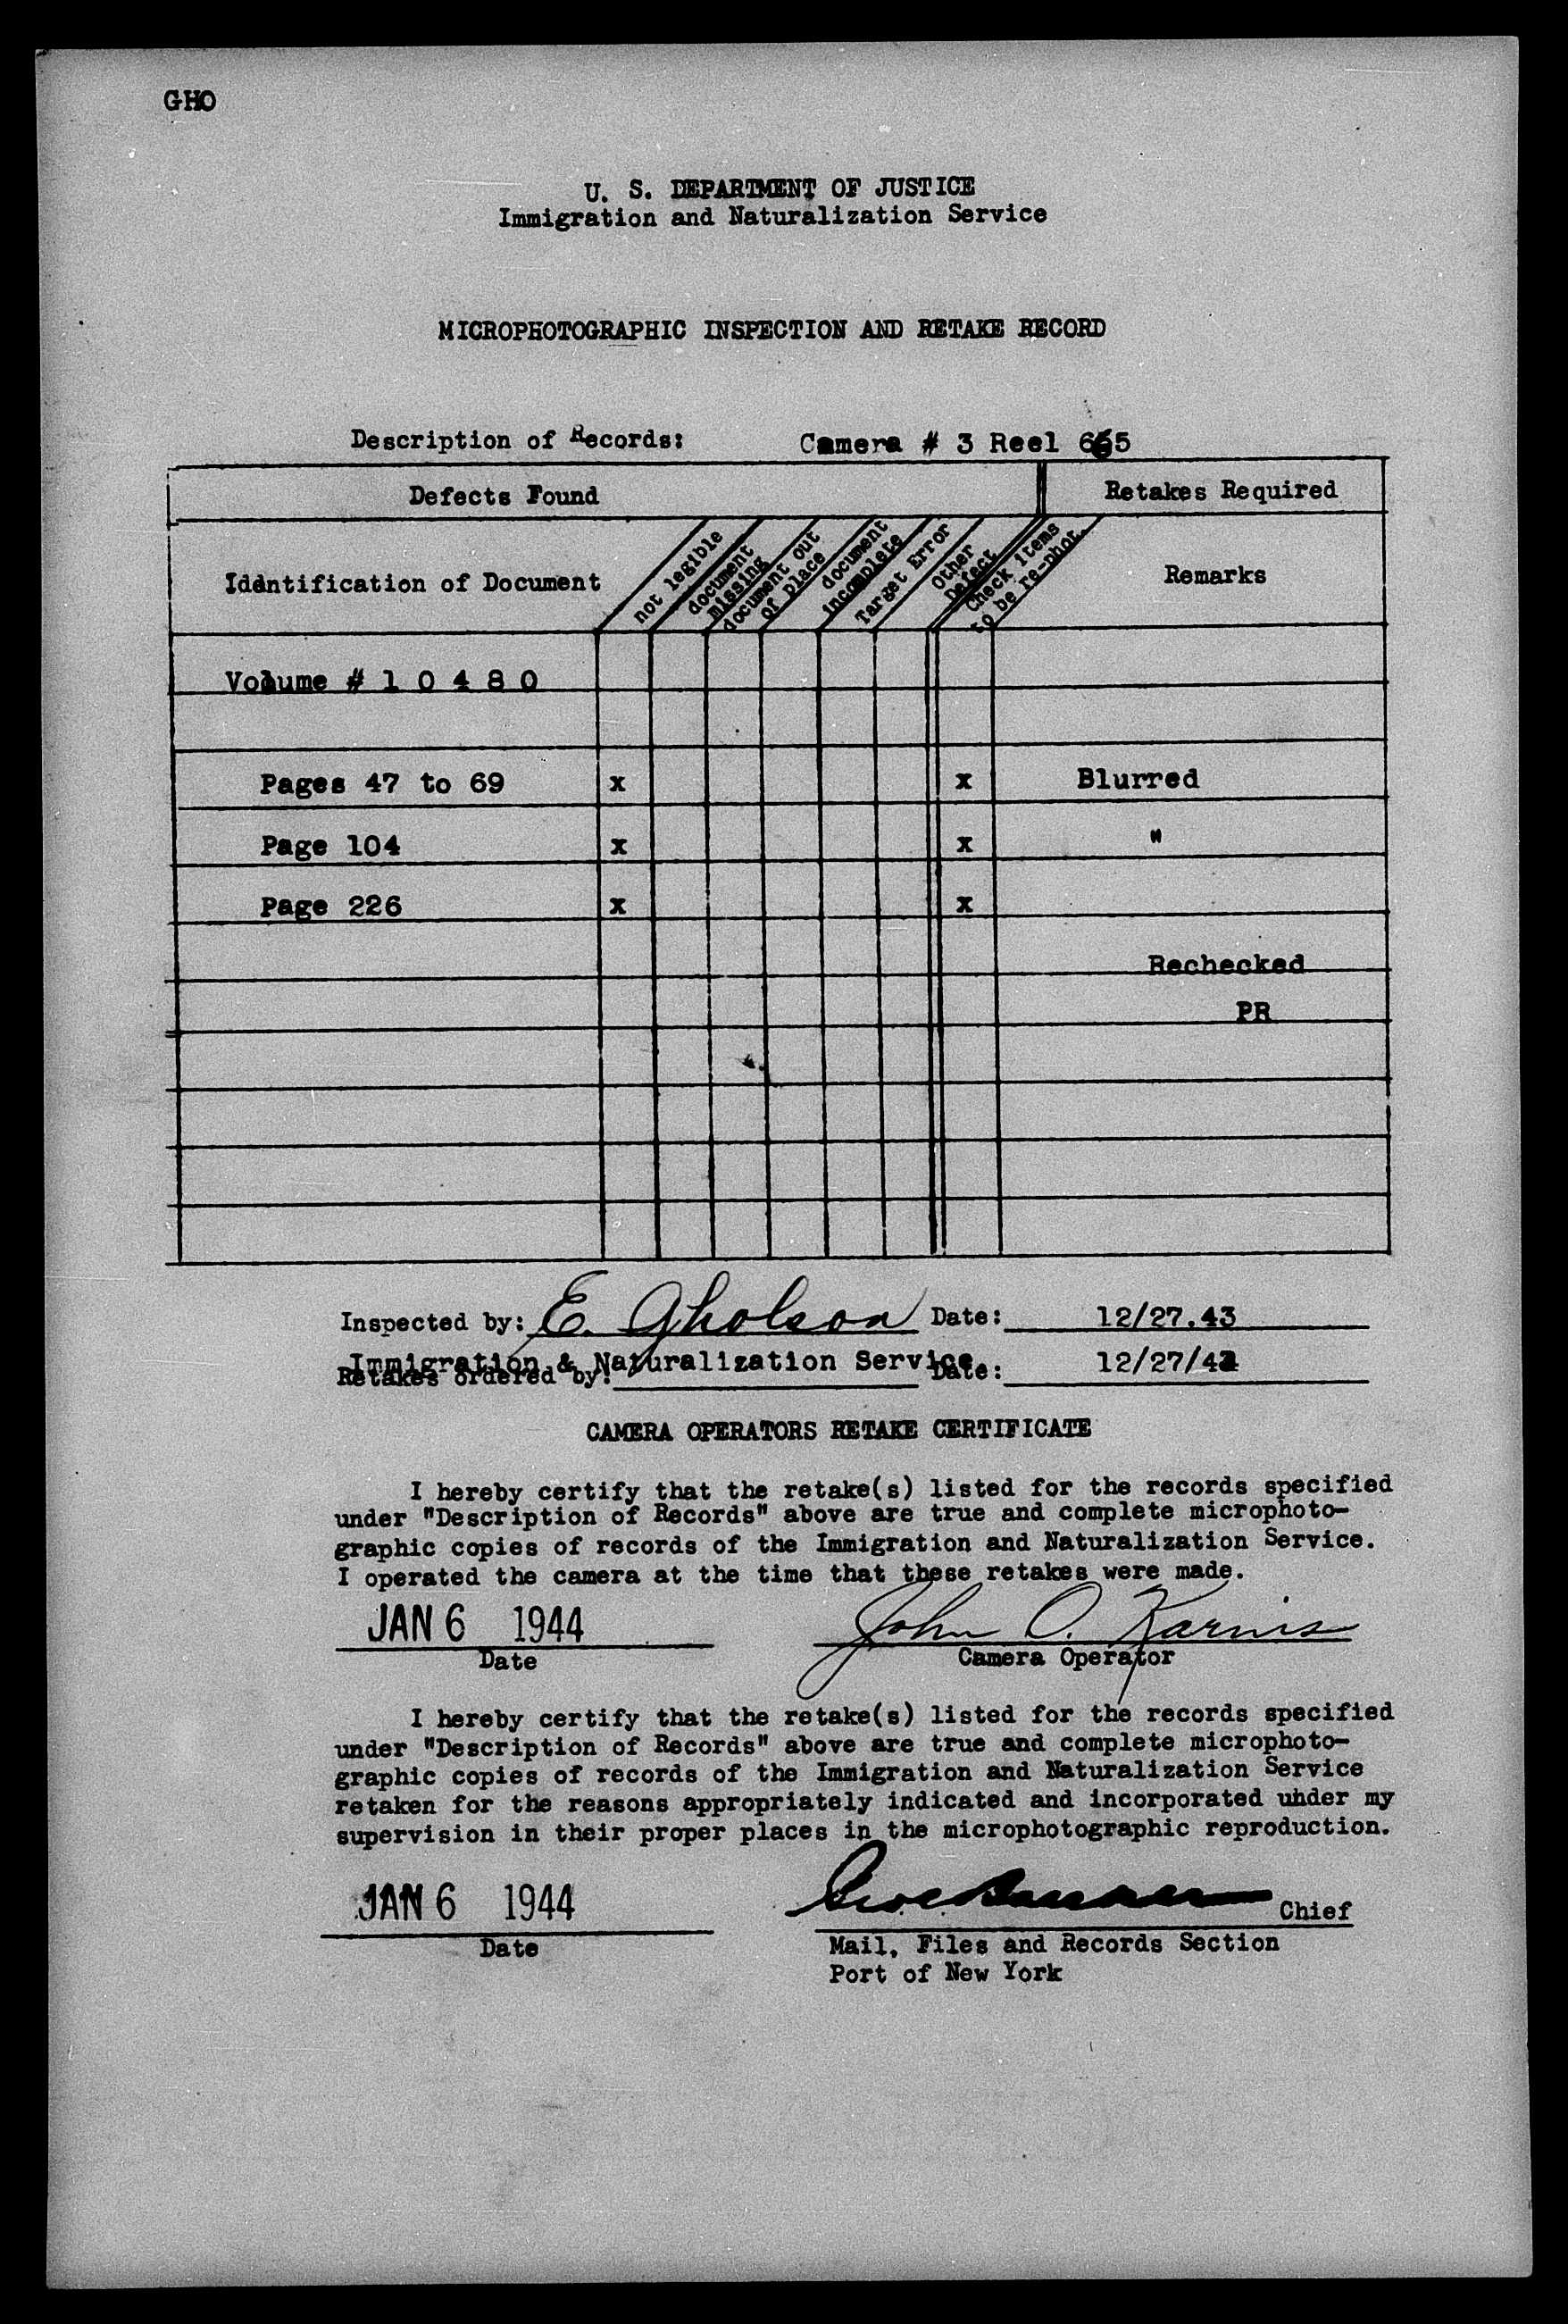 GHO
U. S. DEPARTMENT OF JUSTICE
Immigration and Naturalization Service
MICROPHOTOGRAPHIC INSPECTION AND RETAKE RECORD
Description of Records: Camera # 3 Reel 665
Defects Found Retakes Required
Identification of Document not legible document missing document out of place document incomplete Target Error Other Defect Check items to be re-phot. Remarks
Volume # 1 0 4 8 0
Pages 47 to 69 x x Blurred
Page 104 x x "
Page 226 x x
Rechecked
PR
Inspected by: E. Gholson Date: 12/27.43
Immigration & Naturalization Service
Retakes ordered by: Date: 12/27/43
CAMERA OPERATORS RETAKE CERTIFICATE
I hereby certify that the retake(s) listed for the records specified
under "Description of Records" above are true and complete microphoto-
graphic copies of records of the Immigration and Naturalization Service.
I operated the camera at the time that these retakes were made.
JAN 6 1944 John O. Karnis
Date Camera Operator
I hereby certify that the retake(s) listed for the records specified
under "Description of Records" above are true and complete microphoto-
graphic copies of records of the Immigration and Naturalization Service
retaken for the reasons appropriately indicated and incorporated uhder my
supervision in their proper places in the microphotographic reproduction.
JAN 6 1944 Chief
Date Mail, Files and Records Section
Port of New York